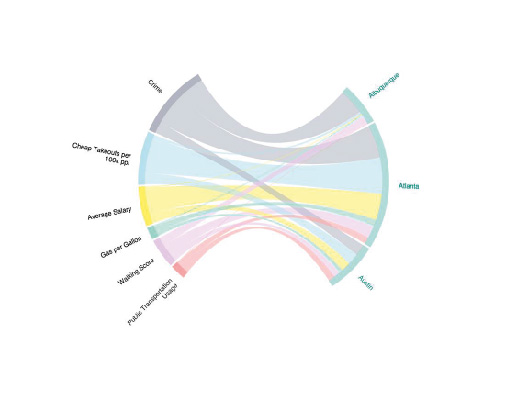 Crime
Albuquerque
Cheap Takeouts per
100k pp.
Atlanta
Average Salary
Gas per Gallon
Walking Score
Public Transportation
Usage
Austin